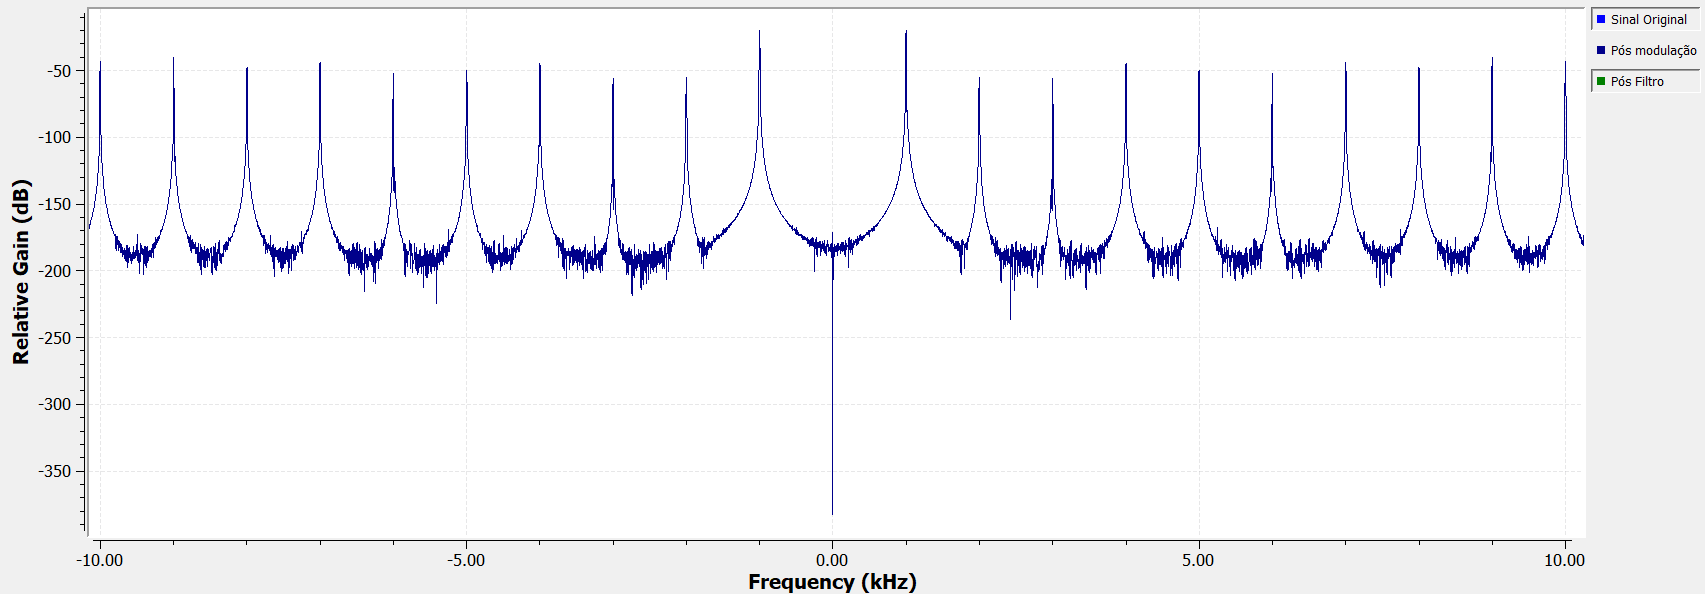 Relative Gain (dB)
-50
-100
-150
-200
-250
-300
-350
-10.00
-5.00
0.00
5.00
10.00
Frequency (kHz)
Sinal Original
Pós modulação
Pós Filtro